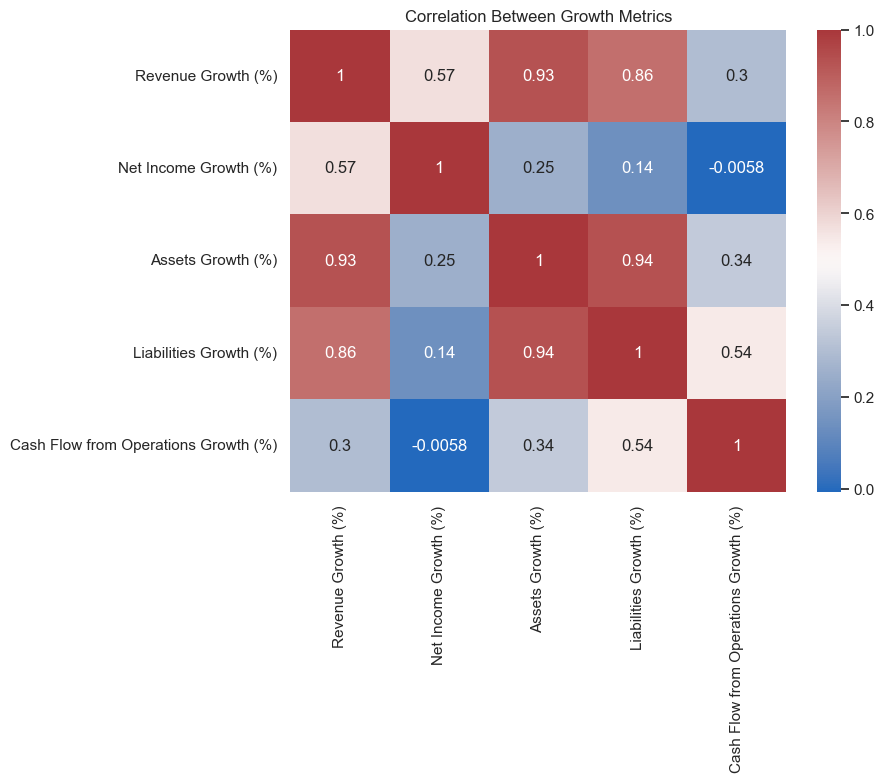 Correlation Between Growth Metrics
Revenue Growth (%) 1 0.57 0.93 0.86 0.3
Net Income Growth (%) 0.57 1 0.25 0.14 -0.0058
Assets Growth (%) 0.93 0.25 1 0.94 0.34
Liabilities Growth (%) 0.86 0.14 0.94 1 0.54
Cash Flow from Operations Growth (%) 0.3 -0.0058 0.34 0.54 1
Revenue Growth (%)
Net Income Growth (%)
Assets Growth (%)
Liabilities Growth (%)
Cash Flow from Operations Growth (%)
1.0
0.8
0.6
0.4
0.2
0.0